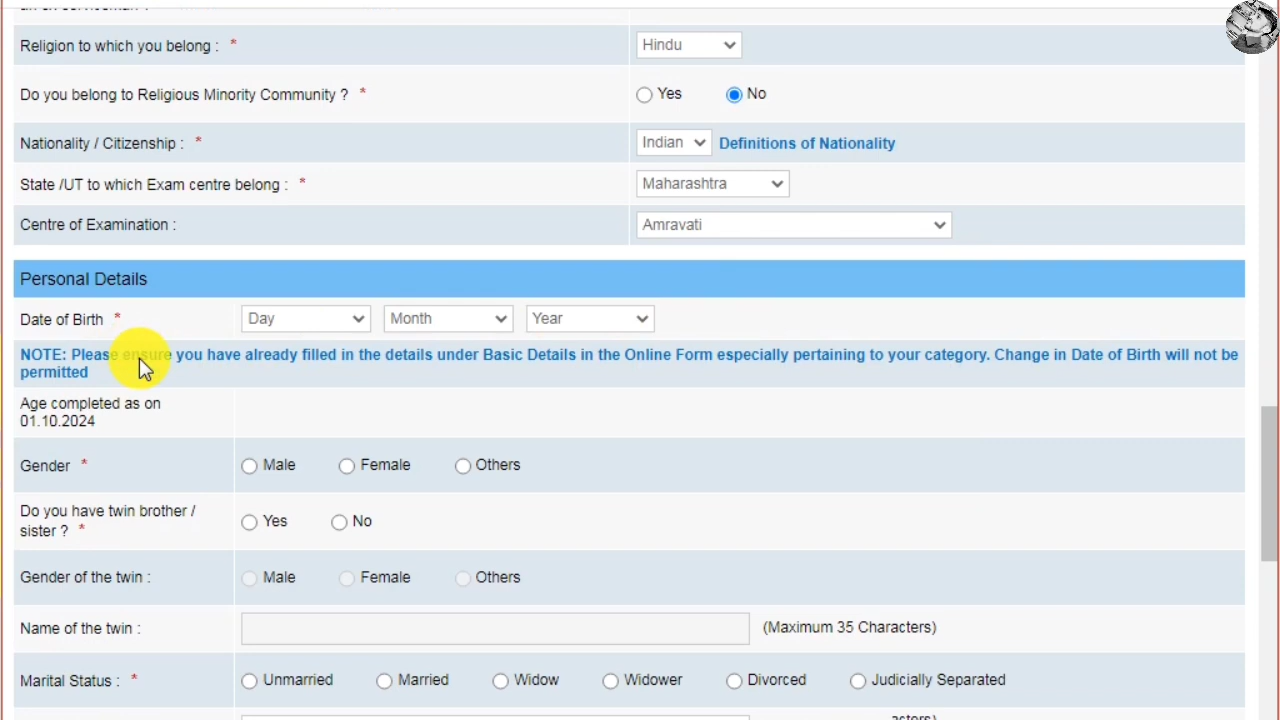 Religion to which you belong : * Hindu
Do you belong to Religious Minority Community ? * Yes No
Nationality / Citizenship : * Indian Definitions of Nationality
State /UT to which Exam centre belong : * Maharashtra
Centre of Examination : Amravati
Personal Details
Date of Birth * Day Month Year
NOTE: Please ensure you have already filled in the details under Basic Details in the Online Form especially pertaining to your category. Change in Date of Birth will not be
permitted
Age completed as on
01.10.2024
Gender * Male Female Others
Do you have twin brother /
sister ? * Yes No
Gender of the twin : Male Female Others
Name of the twin : (Maximum 35 Characters)
Marital Status : * Unmarried Married Widow Widower Divorced Judicially Separated